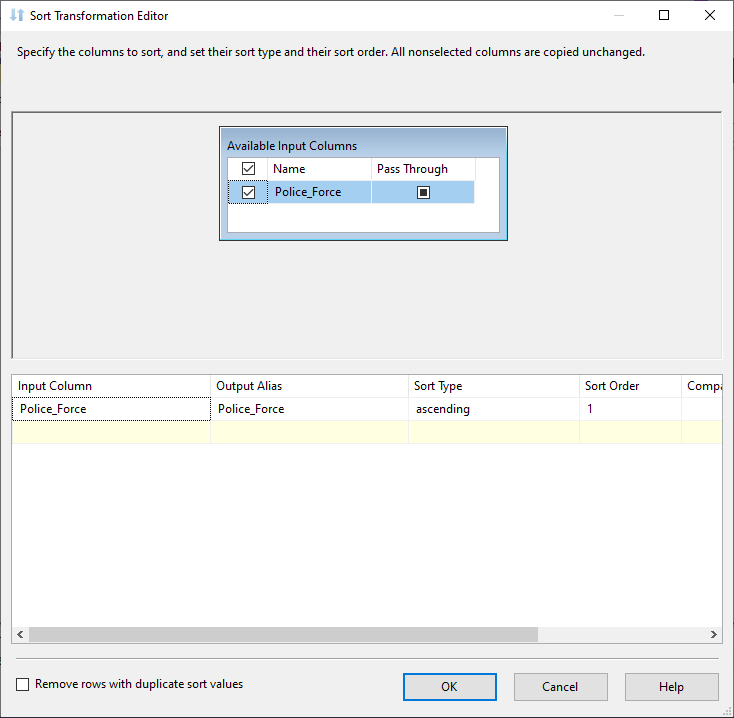 Sort Transformation Editor
Specify the columns to sort, and set their sort type and their sort order. All nonselected columns are copied unchanged.
Available Input Columns
Name Pass Through
Police_Force
Input Column Output Alias Sort Type Sort Order Compa
Police_Force Police_Force ascending 1
Remove rows with duplicate sort values OK Cancel Help